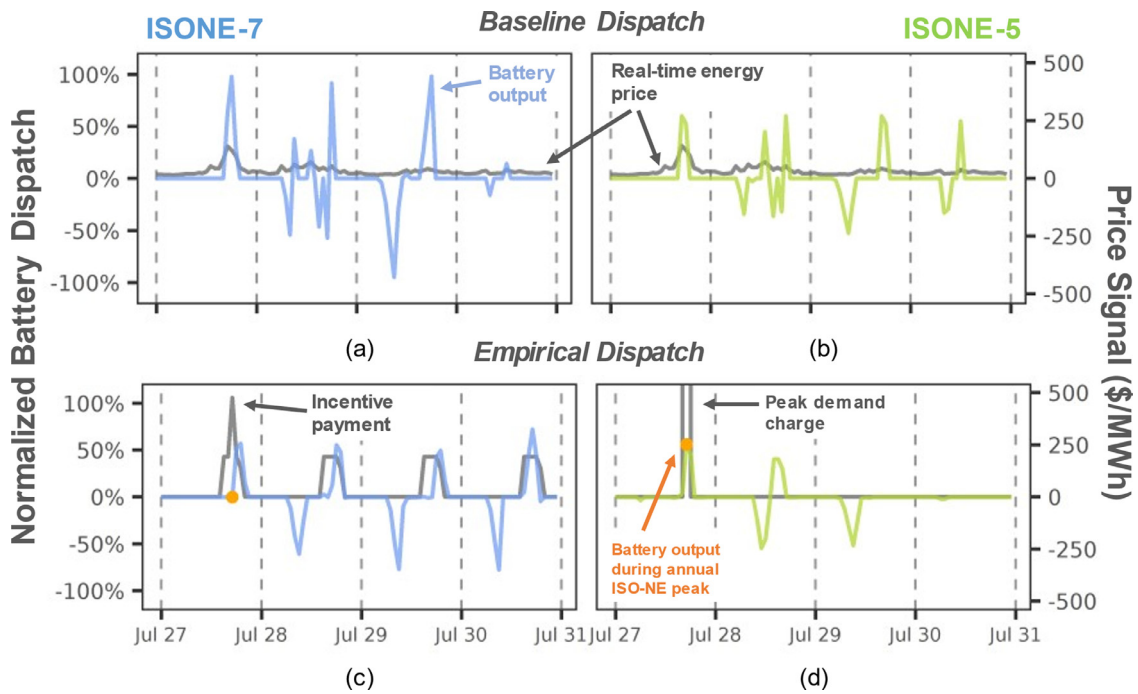 ISONE-7
Baseline Dispatch
ISONE-5
Normalized Battery Dispatch
100%
50%
0%
-50%
-100%
Battery
output
Real-time energy
price
500
250
0
-250
-500
Price Signal ($/MWh)
(a)
(b)
Empirical Dispatch
100%
50%
0%
-50%
-100%
Incentive
payment
Peak demand
charge
Battery output
during annual
ISO-NE peak
500
250
0
-250
-500
Jul 27
Jul 28
Jul 29
Jul 30
Jul 31
Jul 27
Jul 28
Jul 29
Jul 30
Jul 31
(c)
(d)